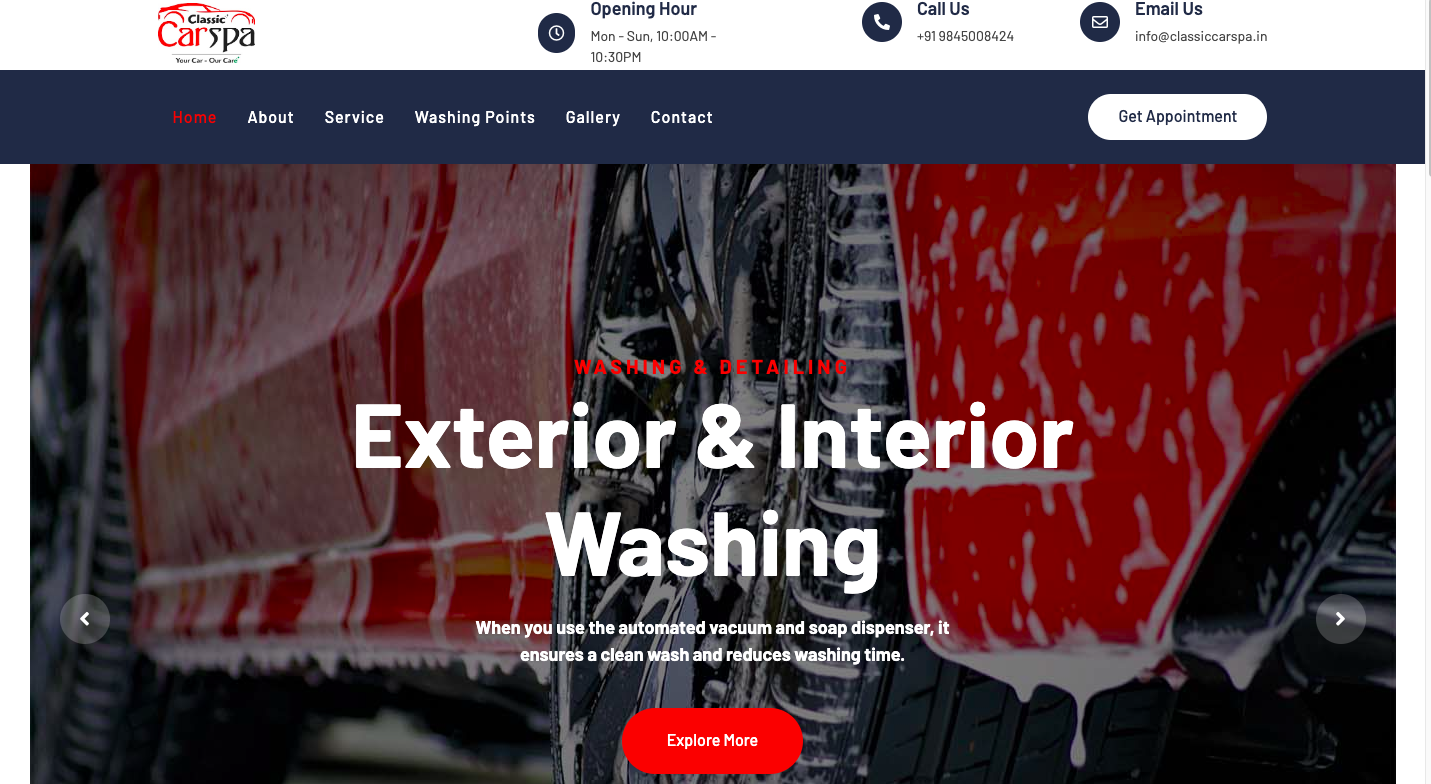 Classic
Carspa
Your Car - Our Care
Opening Hour
Mon - Sun, 10:00AM -
10:30PM
Call Us
+91 9845008424
Email Us
info@classiccarspa.in
Home
About
Service
Washing Points
Gallery
Contact
Get Appointment
WASHING & DETAILING
Exterior & Interior
Washing
When you use the automated vacuum and soap dispenser, it
ensures a clean wash and reduces washing time.
Explore More